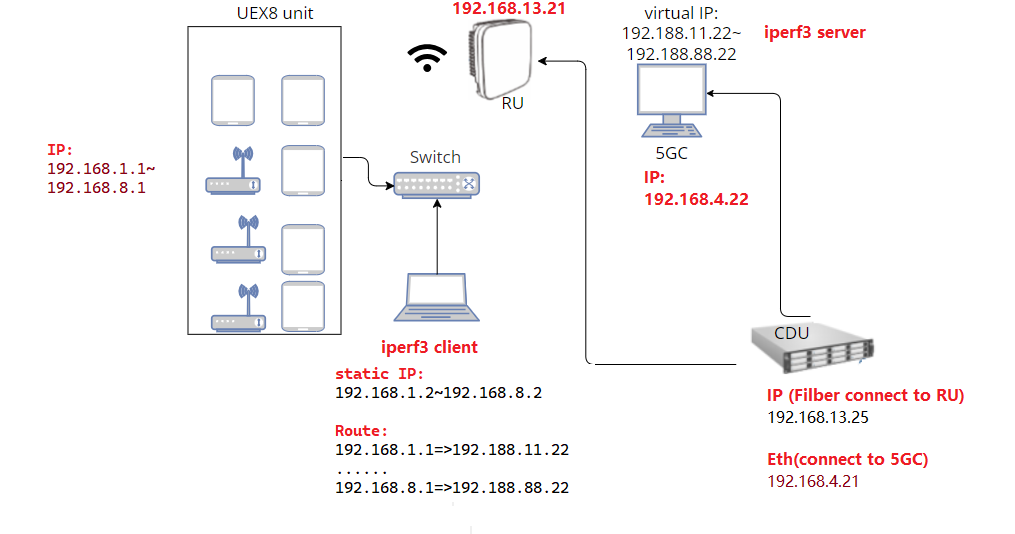 UEX8 unit
192.168.13.21
RU
virtual IP:
192.188.11.22~
192.188.88.22
iperf3 server
5GC
IP:
192.168.4.22
IP:
192.168.1.1~
192.168.8.1
Switch
iperf3 client
static IP:
192.168.1.2~192.168.8.2
Route:
192.168.1.1=>192.188.11.22
......
192.168.8.1=>192.188.88.22
CDU
IP (Filber connect to RU)
192.168.13.25
Eth(connect to 5GC)
192.168.4.21